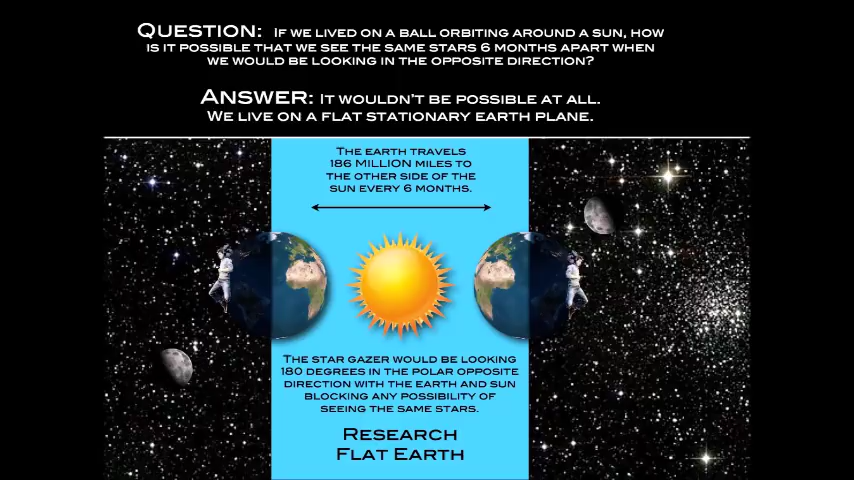 QUESTION: IF WE LIVED ON A BALL ORBITING AROUND A SUN, HOW
IS IT POSSIBLE THAT WE SEE THE SAME STARS 6 MONTHS APART WHEN
WE WOULD BE LOOKING IN THE OPPOSITE DIRECTION?
ANSWER: IT WOULDN'T BE POSSIBLE AT ALL.
WE LIVE ON A FLAT STATIONARY EARTH PLANE.
THE EARTH TRAVELS
186 MILLION MILES TO
THE OTHER SIDE OF THE
SUN EVERY 6 MONTHS.
THE STAR GAZER WOULD BE LOOKING
180 DEGREES IN THE POLAR OPPOSITE
DIRECTION WITH THE EARTH AND SUN
BLOCKING ANY POSSIBILITY OF
SEEING THE SAME STARS.
RESEARCH
FLAT EARTH